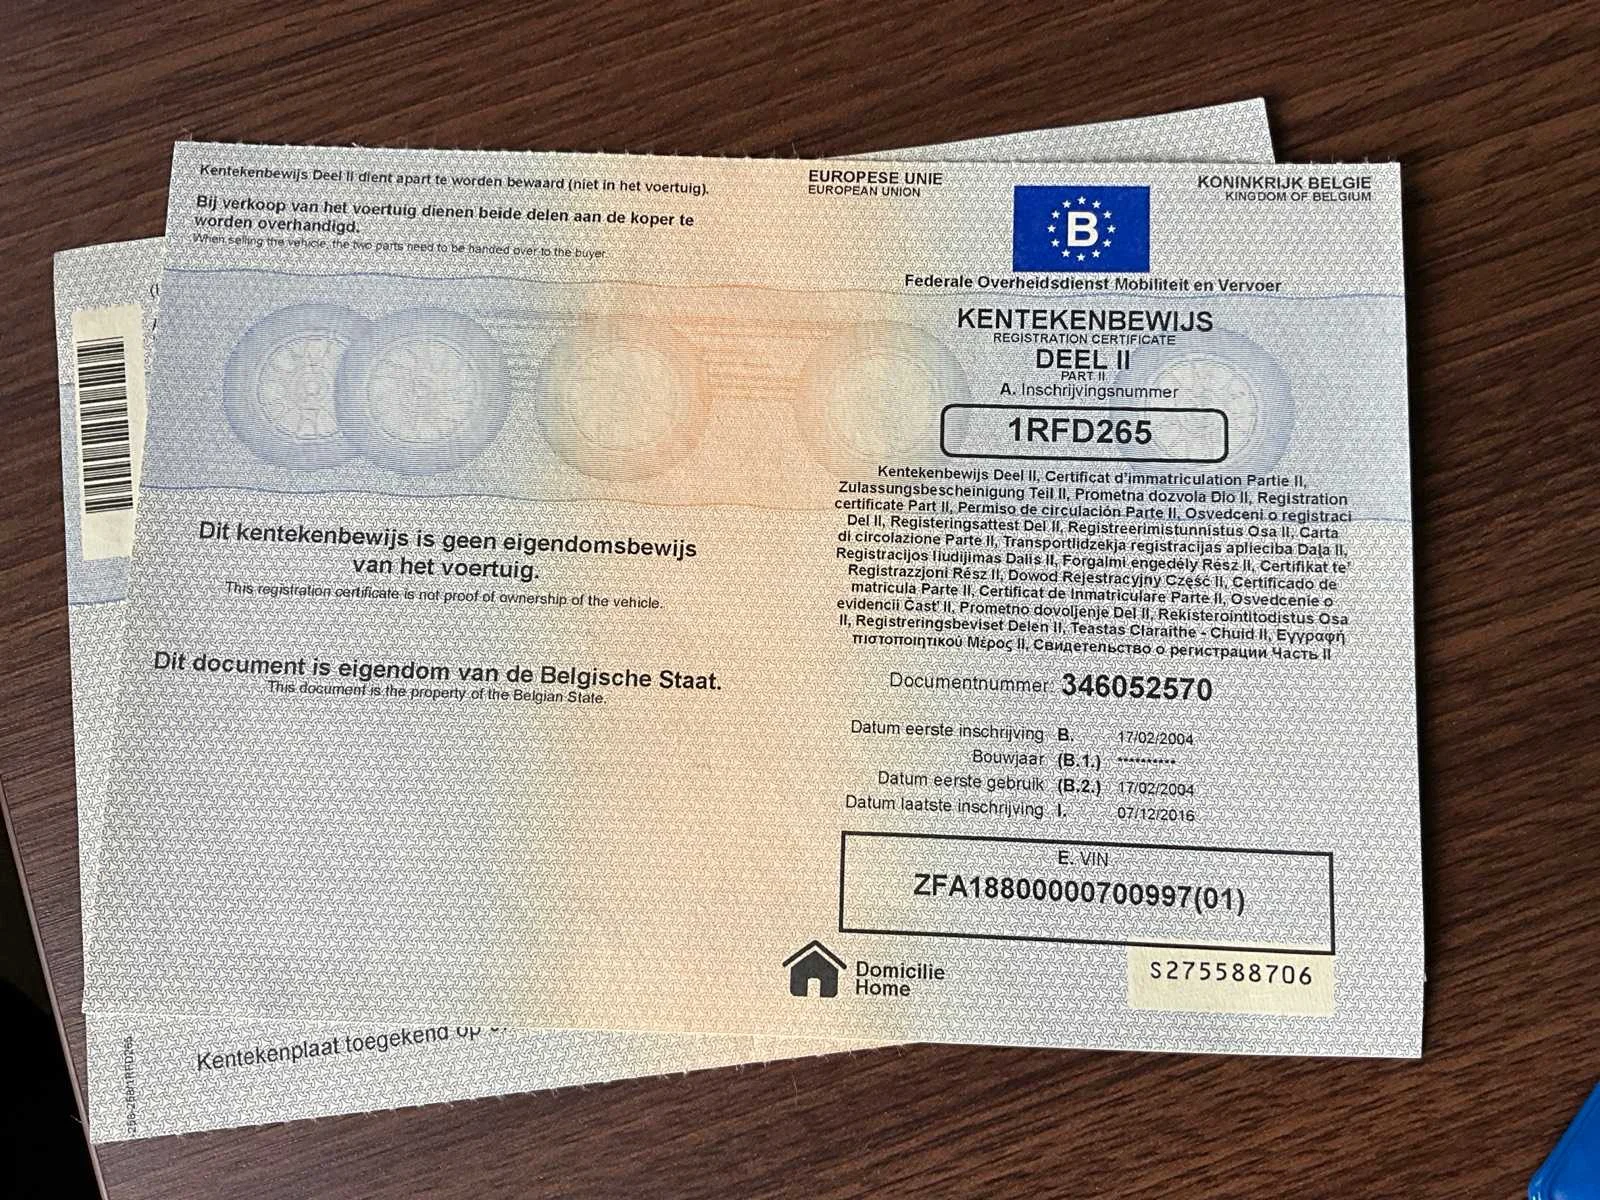 Kentekenbewijs Deel II dient apart te worden bewaard (niet in het voertuig).
Bij verkoop van het voertuig dienen beide delen aan de koper te
worden overhandigd.
When selling the vehicle, the two parts need to be handed over to the buyer.
Dit kentekenbewijs is geen eigendomsbewijs
van het voertuig.
This registration certificate is not proof of ownership of the vehicle.
Dit document is eigendom van de Belgische Staat.
This document is the property of the Belgian State.
EUROPESE UNIE
EUROPEAN UNION
B
KONINKRIJK BELGIE
KINGDOM OF BELGIUM
Federale Overheidsdienst Mobiliteit en Vervoer
KENTEKENBEWIJS
REGISTRATION CERTIFICATE
DEEL II
PART II
A. Inschrijvingsnummer
1RFD265
Kentekenbewijs Deel II, Certificat d'immatriculation Partie II,
Zulassungsbescheinigung Teil II, Prometna dozvola Dio II, Registration
certificate Part II, Permiso de circulación Parte II, Osvedceni o registraci
Del II, Registeringsattest Del II, Registreerimistunnistus Osa II, Carta
di circolazione Parte II, Transportlidzekja registracijas aplieciba Daļa II,
Registracijos liudijimas Dalis II, Forgalmi engedély Rész II, Certifikat te'
Registrazzjoni Rész II, Dowod Rejestracyjny Część II, Certificado de
matricula Parte II, Certificat de Inmatriculare Parte II, Osvedcenie o
evidencii Cast' II, Prometno dovoljenje Del II, Rekisterointitodistus Osa
II, Registreringsbeviset Delen II, Teastas Claraithe - Chuid II, Εγγραφή
πιστοποιητικού Μέρος II, Свидетельство о регистрации Часть II
Documentnummer: 346052570
Datum eerste inschrijving B. 17/02/2004
Bouwjaar (B.1.) **********
Datum eerste gebruik (B.2.) 17/02/2004
Datum laatste inschrijving I. 07/12/2016
E. VIN
ZFA18800000700997(01)
Domicilie
Home
S275588706
Kentekenplaat toegekend op